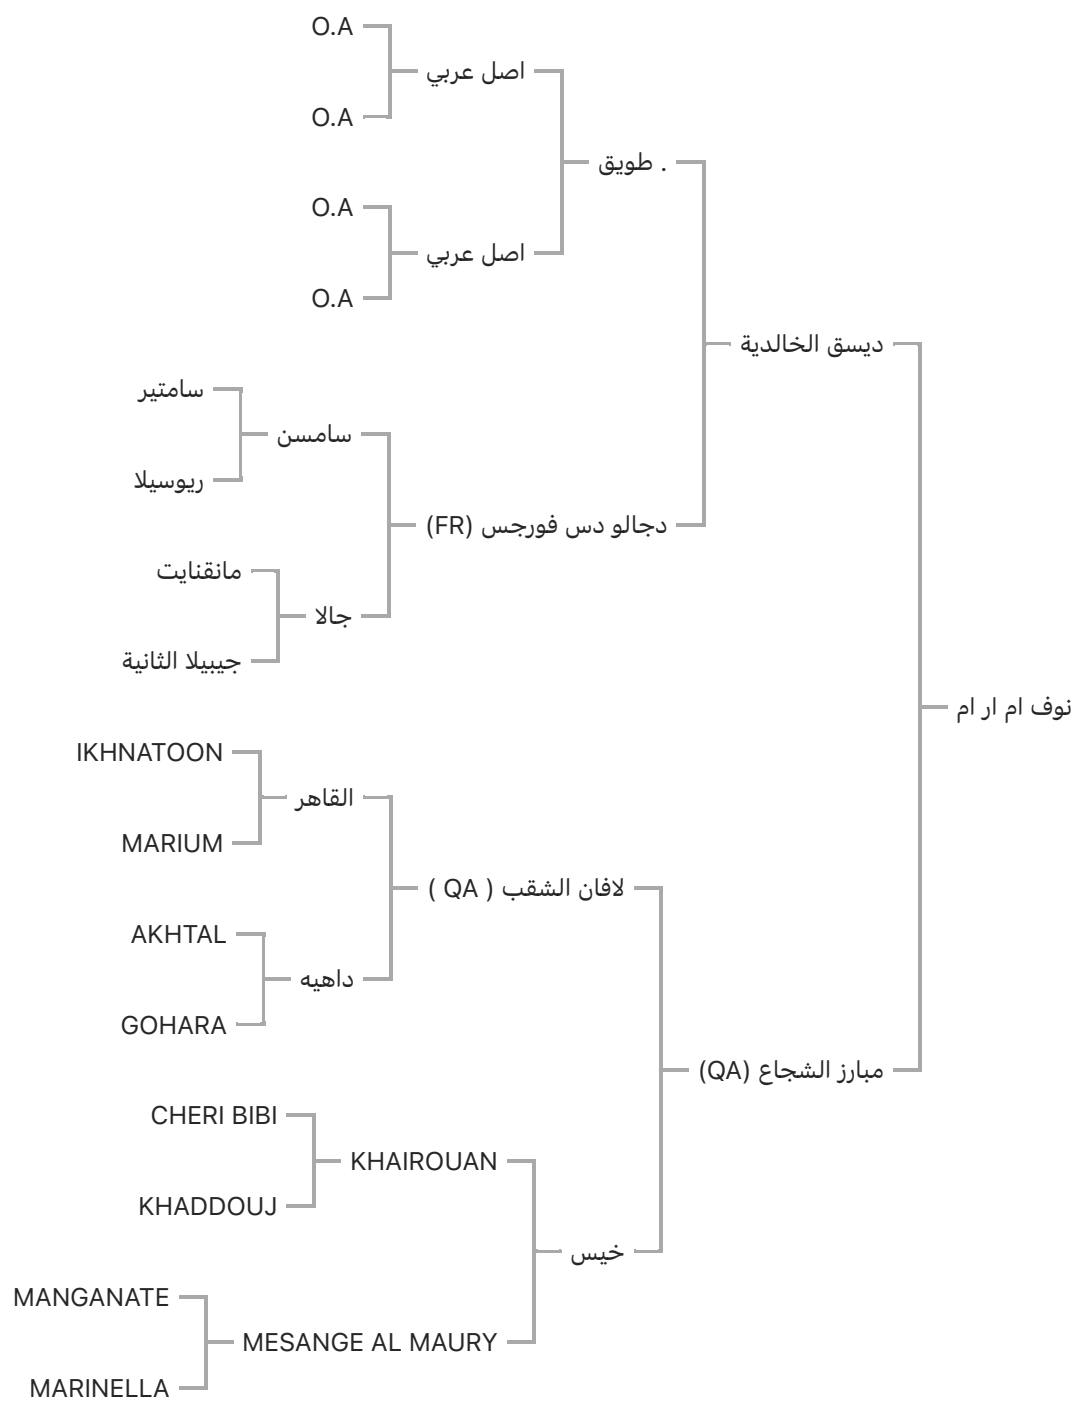 O.A
اصل عربي
O.A
. طويق
O.A
اصل عربي
O.A
ديسق الخالدية
سامتير
سامسن
ريوسيلا
دجالو دس فورجس (FR)
مانقنايت
جالا
جيبيلا الثانية
نوف ام ار ام
IKHNATOON
القاهر
MARIUM
لافان الشقب ( QA )
AKHTAL
داهيه
GOHARA
مبارز الشجاع (QA)
CHERI BIBI
KHAIROUAN
KHADDOUJ
خيس
MANGANATE
MESANGE AL MAURY
MARINELLA